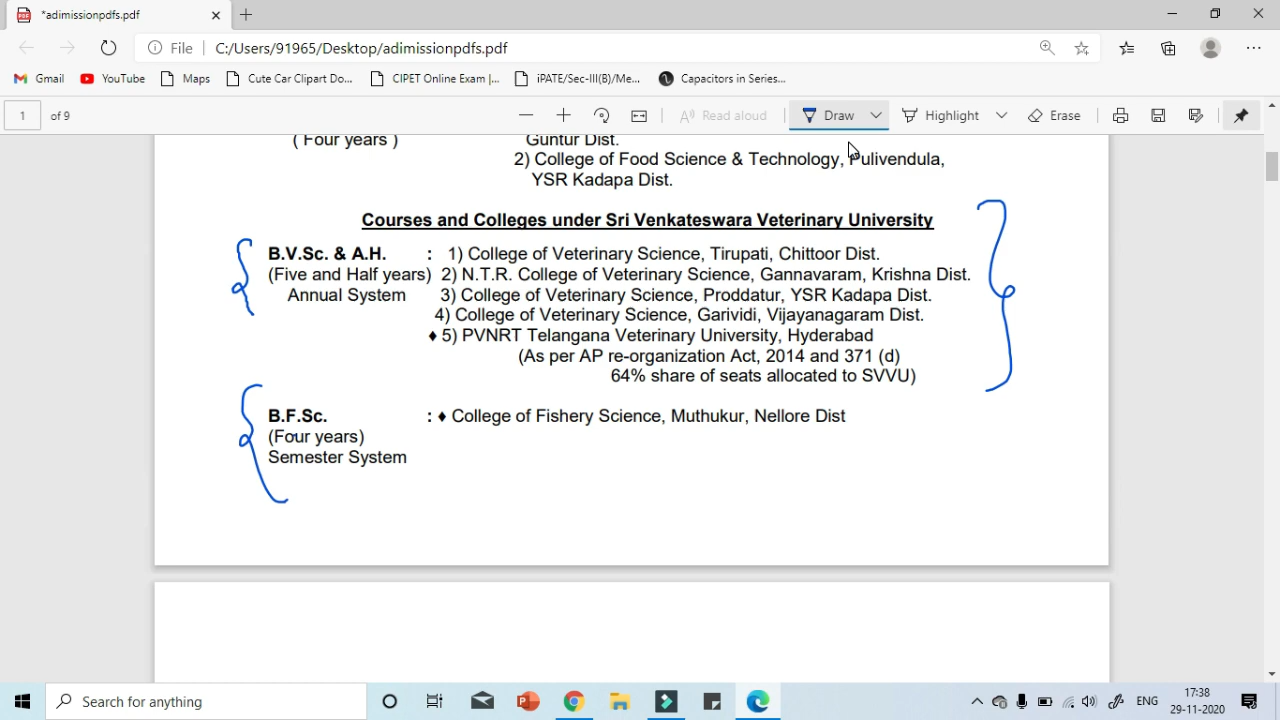 *adimissionpdfs.pdf
File
C:/Users/91965/Desktop/adimissionpdfs.pdf
Gmail
YouTube
Maps
Cute Car Clipart Do...
CIPET Online Exam |...
iPATE/Sec-III(B)/Me...
Capacitors in Series...
1 of 9
Read aloud
Draw
Highlight
Erase
( Four years ) Guntur Dist.
2) College of Food Science & Technology, Pulivendula,
YSR Kadapa Dist.
Courses and Colleges under Sri Venkateswara Veterinary University
B.V.Sc. & A.H. : 1) College of Veterinary Science, Tirupati, Chittoor Dist.
(Five and Half years) 2) N.T.R. College of Veterinary Science, Gannavaram, Krishna Dist.
Annual System 3) College of Veterinary Science, Proddatur, YSR Kadapa Dist.
4) College of Veterinary Science, Garividi, Vijayanagaram Dist.
♦ 5) PVNRT Telangana Veterinary University, Hyderabad
(As per AP re-organization Act, 2014 and 371 (d)
64% share of seats allocated to SVVU)
B.F.Sc. : ♦ College of Fishery Science, Muthukur, Nellore Dist
(Four years)
Semester System
Search for anything
ENG
17:38
29-11-2020